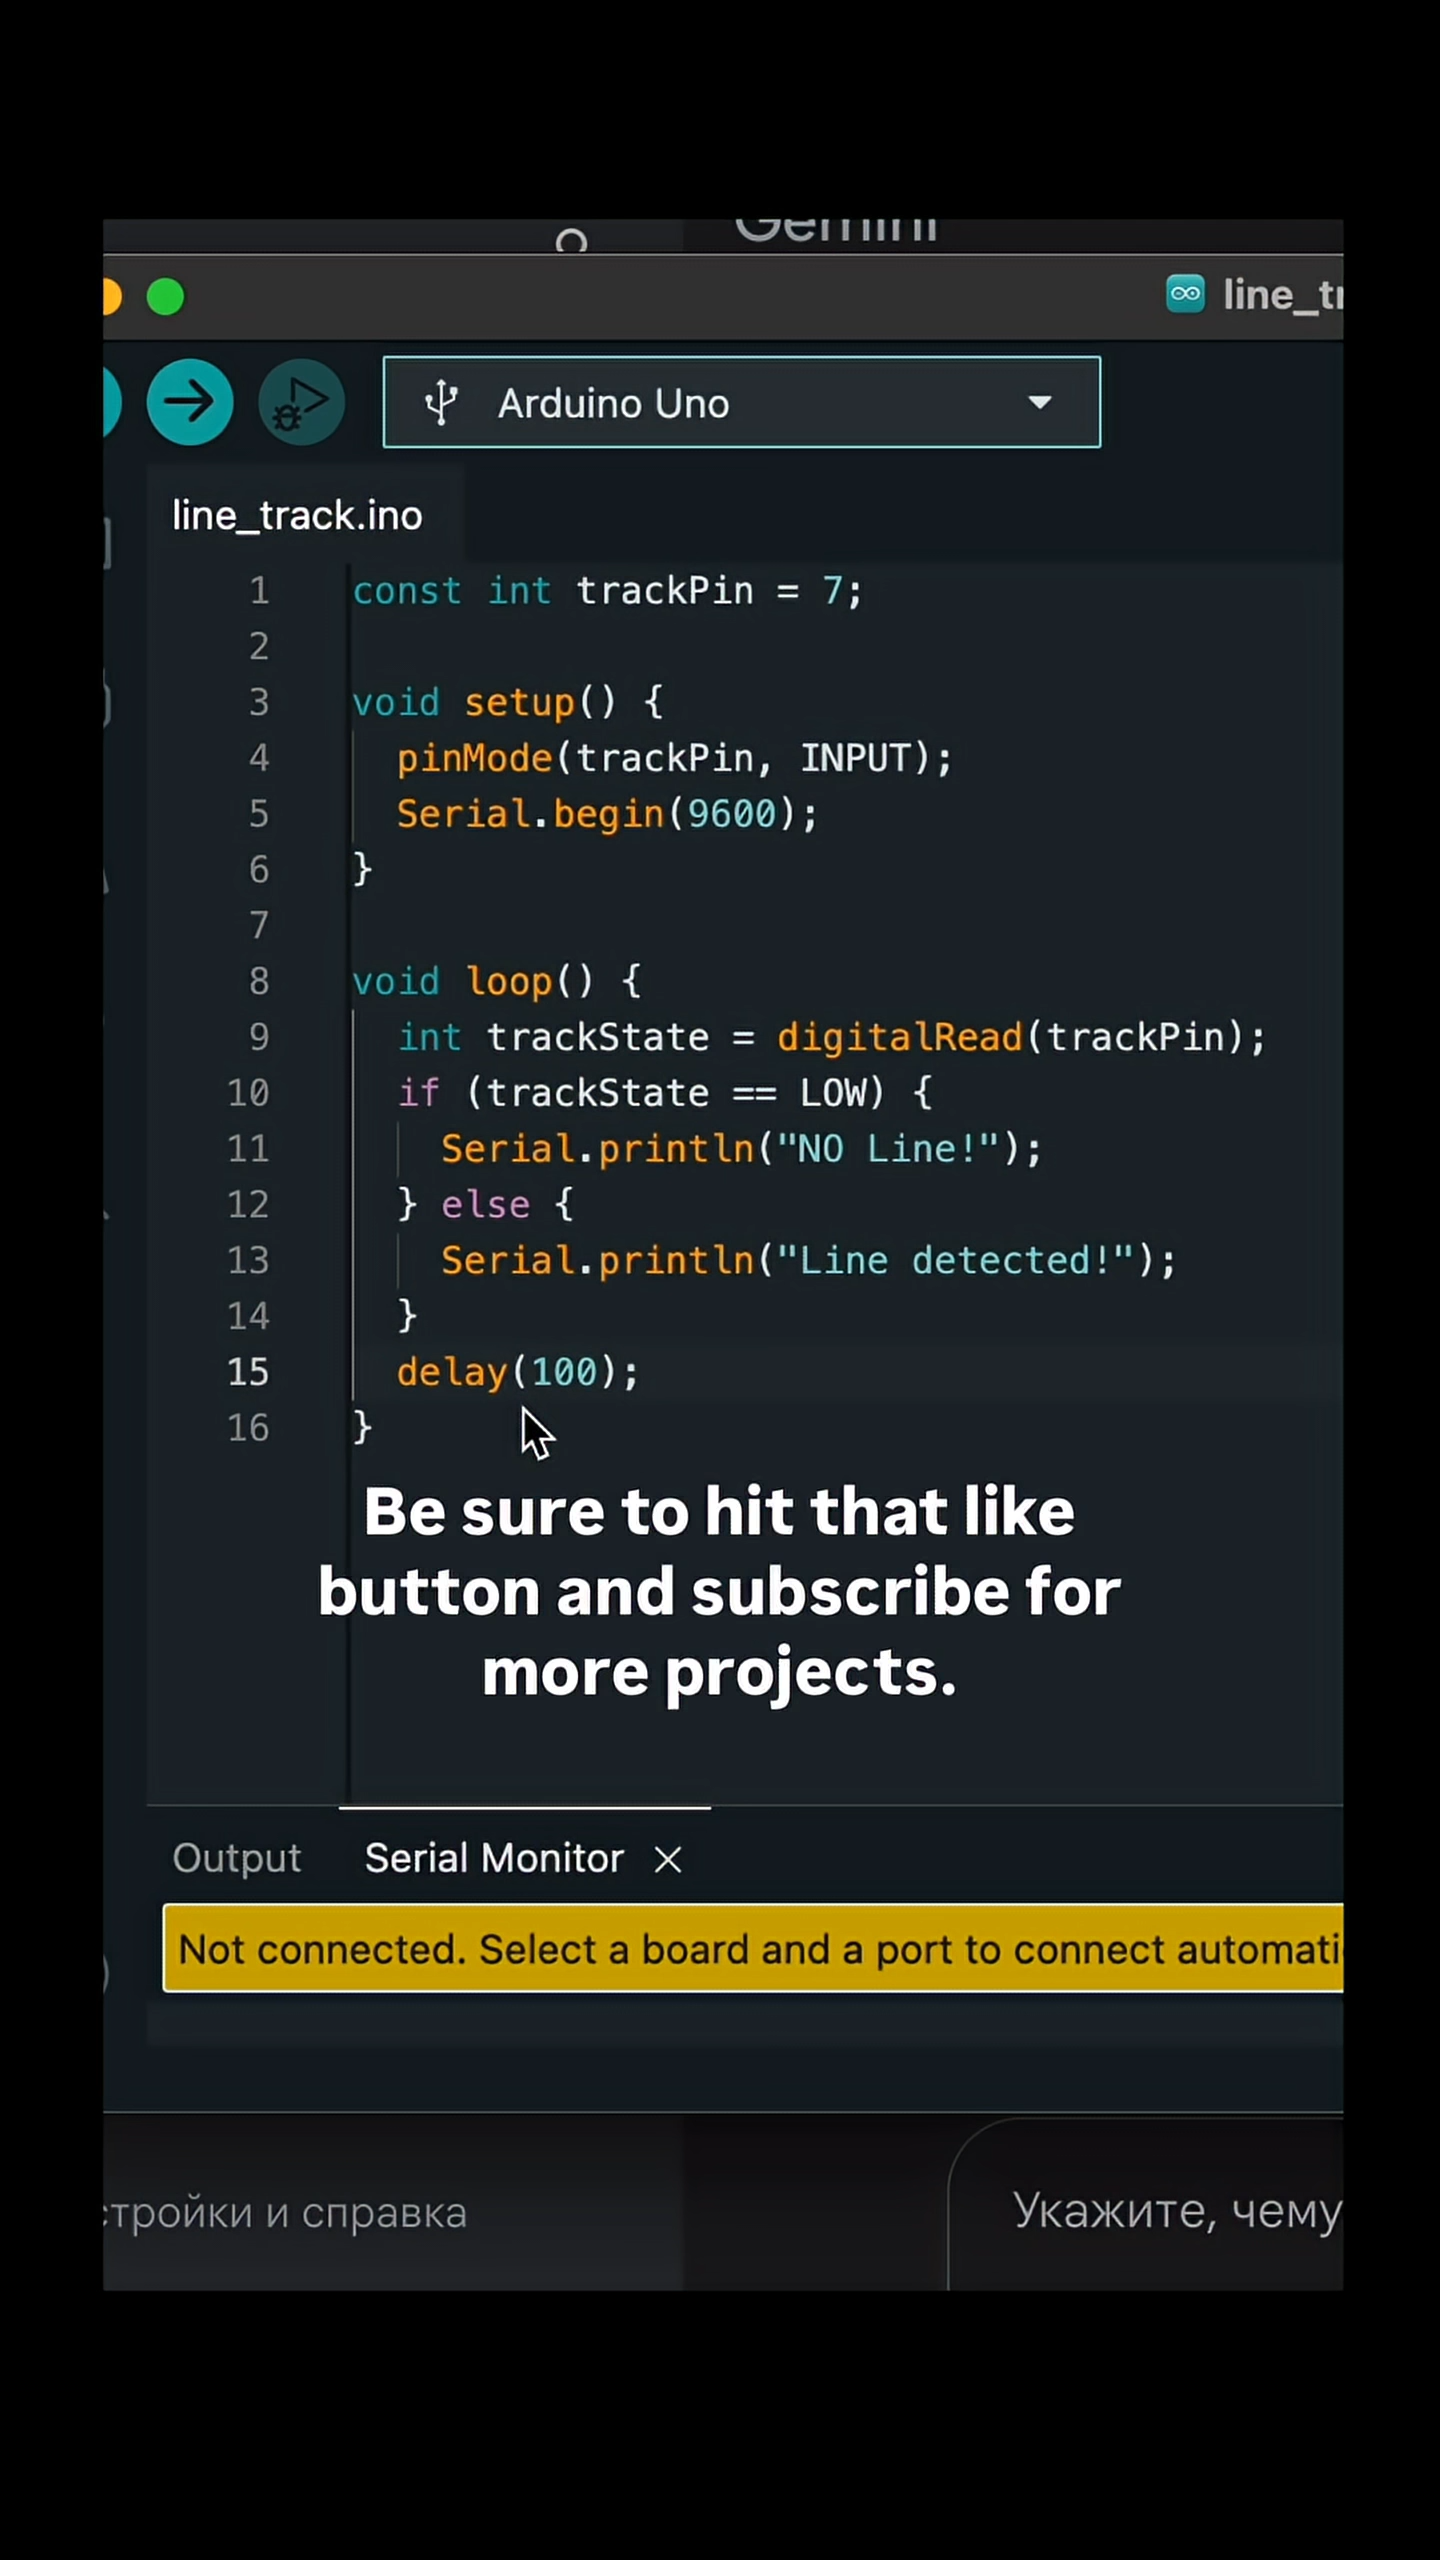 Gemini
Arduino Uno
line_track.ino
1 const int trackPin = 7;
2
3 void setup() {
4 pinMode(trackPin, INPUT);
5 Serial.begin(9600);
6 }
7
8 void loop() {
9 int trackState = digitalRead(trackPin);
10 if (trackState == LOW) {
11 Serial.println("NO Line!");
12 } else {
13 Serial.println("Line detected!");
14 }
15 delay(100);
16 }
Be sure to hit that like
button and subscribe for
more projects.
Output Serial Monitor
Not connected. Select a board and a port to connect
и справка
Укажите, чему